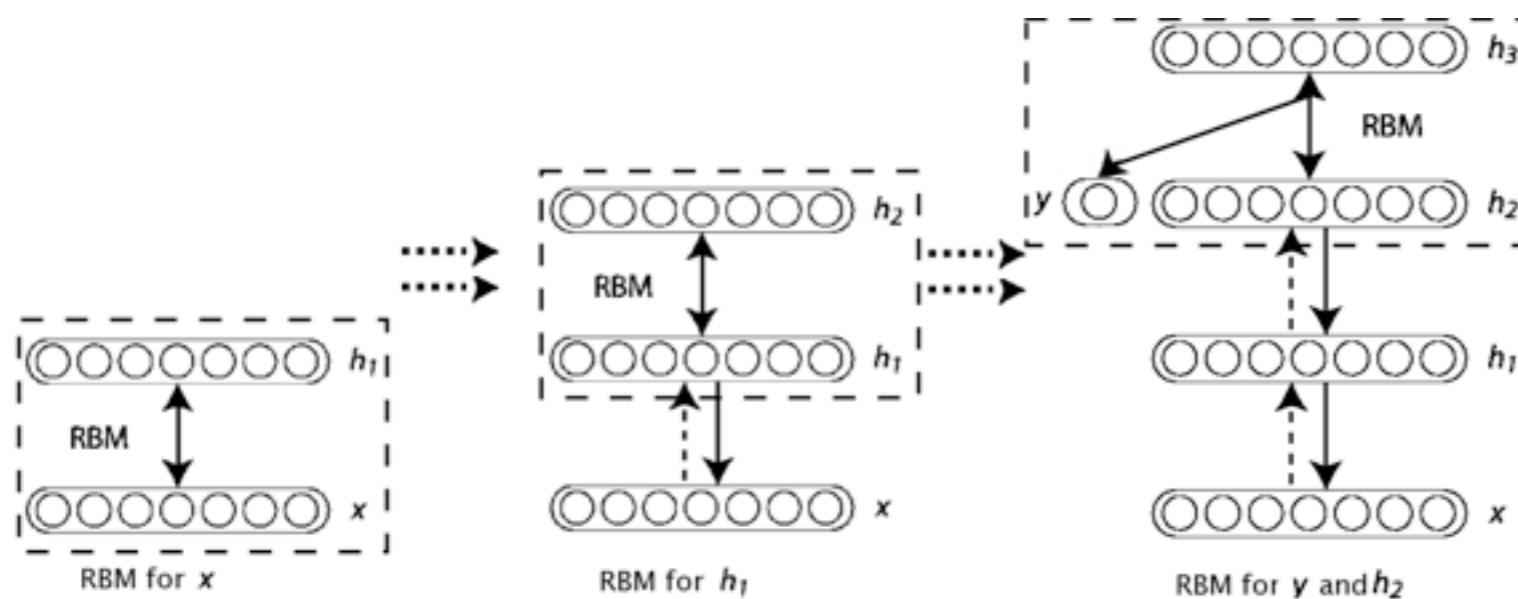 RBM
h1
x
RBM for x
h2
RBM
h1
x
RBM for h1
h3
RBM
y
h2
h1
x
RBM for y and h2